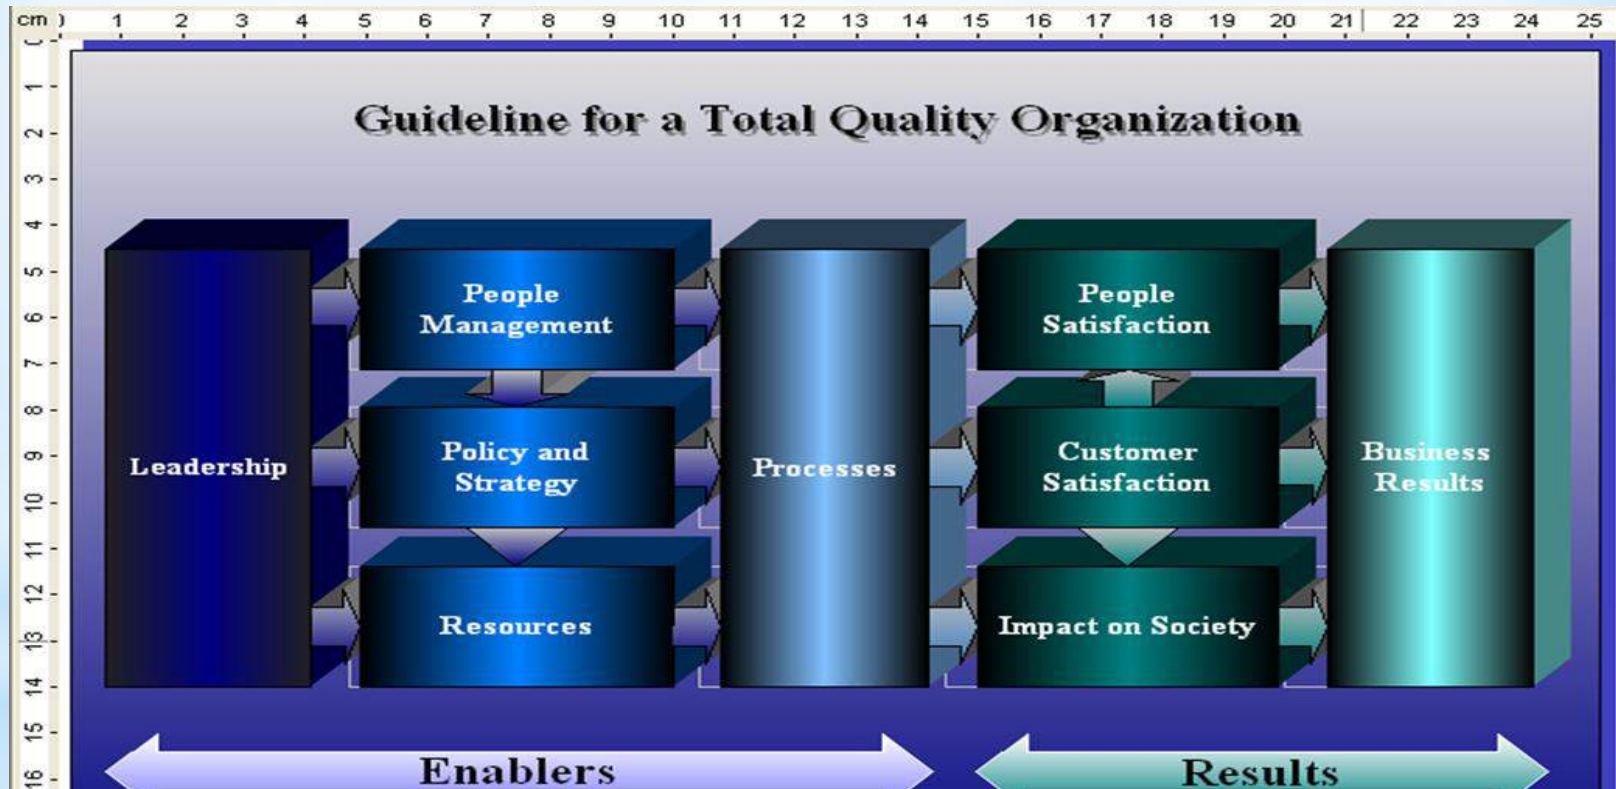 cm 1 2 3 4 5 6 7 8 9 10 11 12 13 14 15 16 17 18 19 20 21 22 23 24 25
0
1
2
3
4
5
6
7
8
9
10
11
12
13
14
15
16
Guideline for a Total Quality Organization
Leadership
People
Management
Policy and
Strategy
Resources
Processes
People
Satisfaction
Customer
Satisfaction
Impact on Society
Business
Results
Enablers
Results